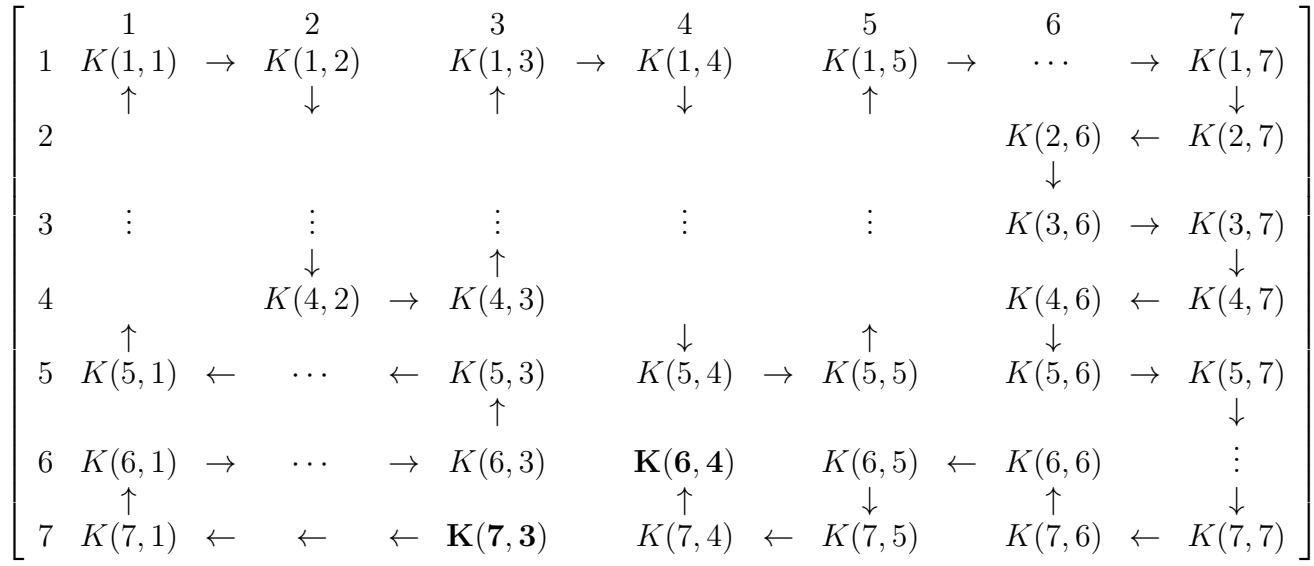 1 2 3 4 5 6 7
1 K(1, 1) → K(1, 2) K(1, 3) → K(1, 4) K(1, 5) → ⋯ → K(1, 7)
↑ ↓ ↑ ↓ ↑ ↓
2 K(2, 6) ← K(2, 7)
↓
3 ⋮ ⋮ ⋮ ⋮ ⋮ K(3, 6) → K(3, 7)
↓ ↑ ↓
4 K(4, 2) → K(4, 3) K(4, 6) ← K(4, 7)
↑ ↓ ↑ ↓
5 K(5, 1) ← ⋯ ← K(5, 3) K(5, 4) → K(5, 5) K(5, 6) → K(5, 7)
↑ ↓
6 K(6, 1) → ⋯ → K(6, 3) K(6, 4) K(6, 5) ← K(6, 6) ⋮
↑ ↑ ↓ ↑ ↓
7 K(7, 1) ← ← ← K(7, 3) K(7, 4) ← K(7, 5) K(7, 6) ← K(7, 7)